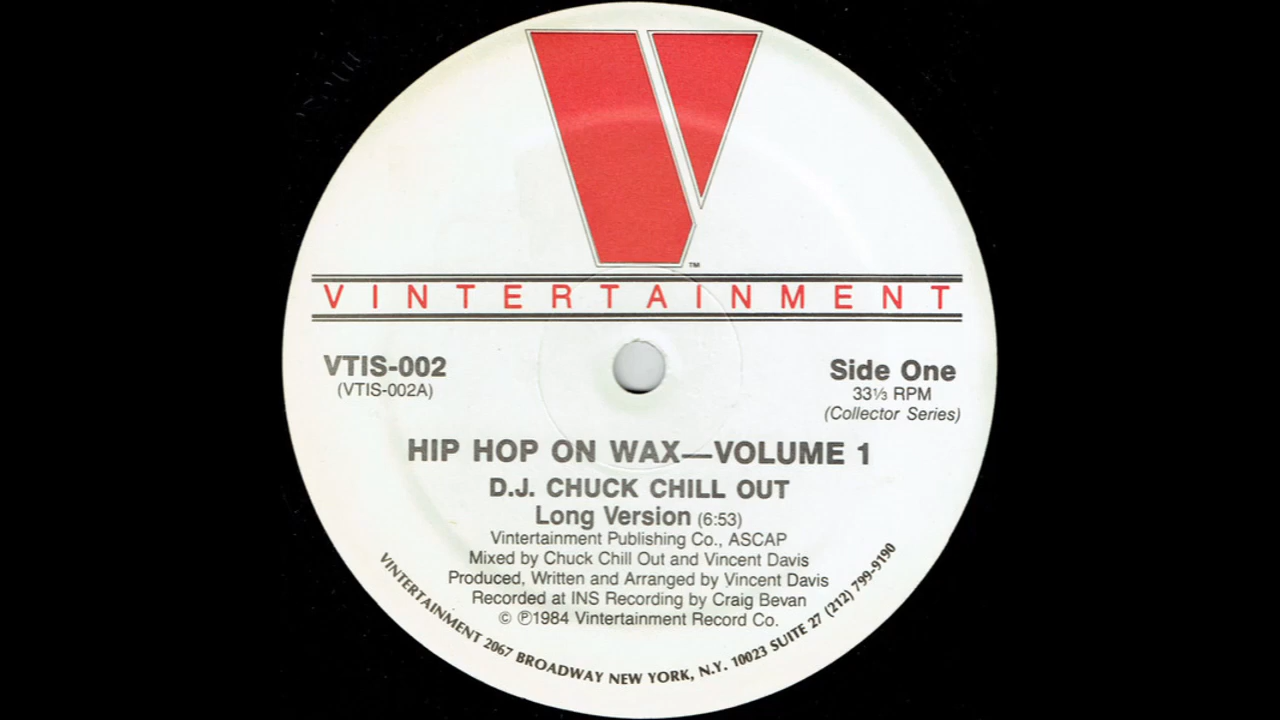 TM
VINTERTAINMENT
VTIS-002
(VTIS-002A)
Side One
33⅓ RPM
(Collector Series)
HIP HOP ON WAX—VOLUME 1
D.J. CHUCK CHILL OUT
Long Version (6:53)
Vintertainment Publishing Co., ASCAP
Mixed by Chuck Chill Out and Vincent Davis
Produced, Written and Arranged by Vincent Davis
Recorded at INS Recording by Craig Bevan
© ℗1984 Vintertainment Record Co.
VINTERTAINMENT 2067 BROADWAY NEW YORK, N.Y. 10023 SUITE 27 (212) 799-9190